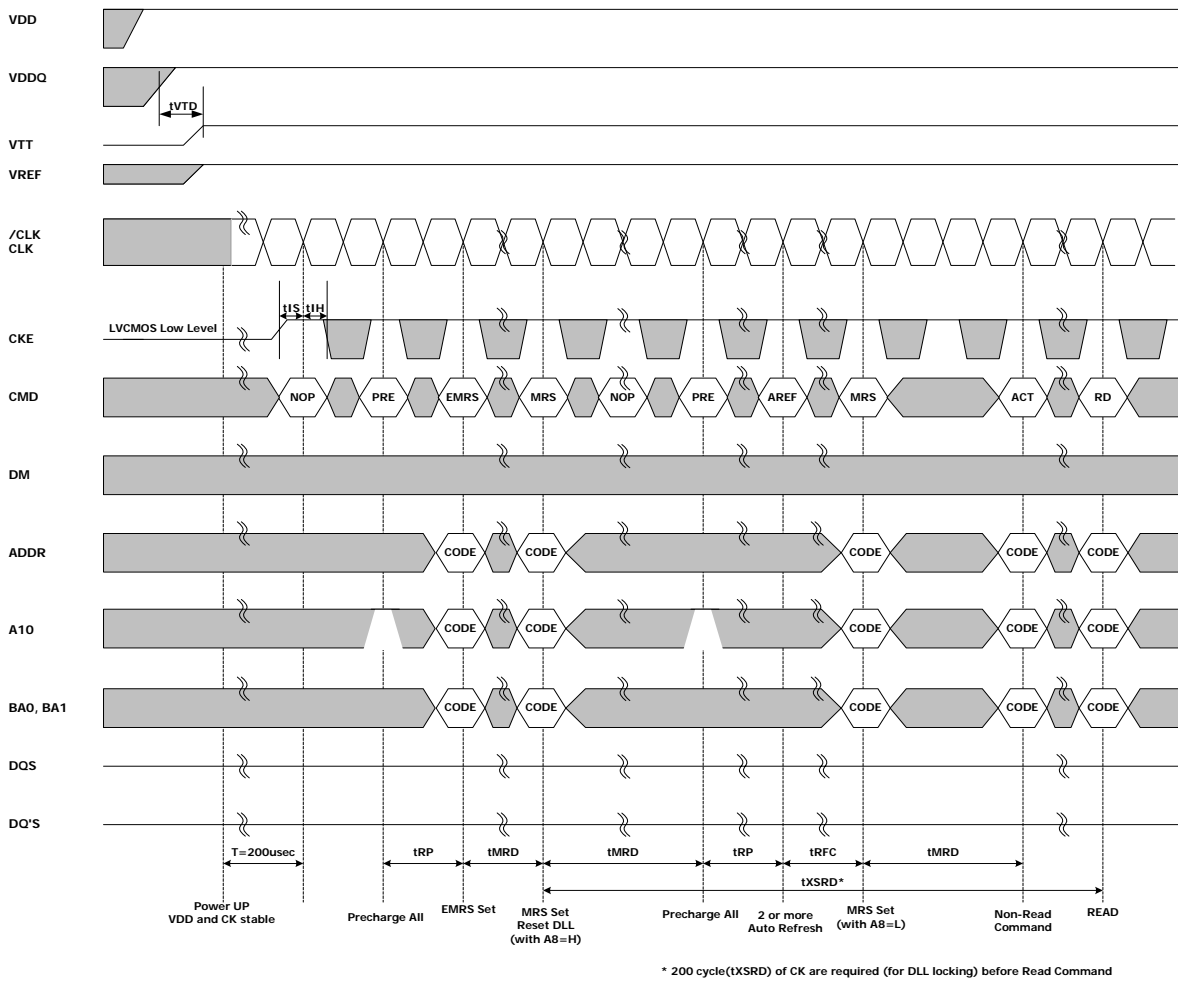 VDD
VDDQ
tVTD
VTT
VREF
/CLK
CLK
tIS tIH
LVCMOS Low Level
CKE
CMD
NOP PRE EMRS MRS NOP PRE AREF MRS ACT RD
DM
ADDR
CODE CODE CODE CODE CODE
A10
CODE CODE CODE CODE CODE
BA0, BA1
CODE CODE CODE CODE CODE
DQS
DQ'S
T=200usec tRP tMRD tMRD tRP tRFC tMRD
tXSRD*
Power UP
VDD and CK stable
Precharge All
EMRS Set
MRS Set
Reset DLL
(with A8=H)
Precharge All
2 or more
Auto Refresh
MRS Set
(with A8=L)
Non-Read
Command
READ
* 200 cycle(tXSRD) of CK are required (for DLL locking) before Read Command